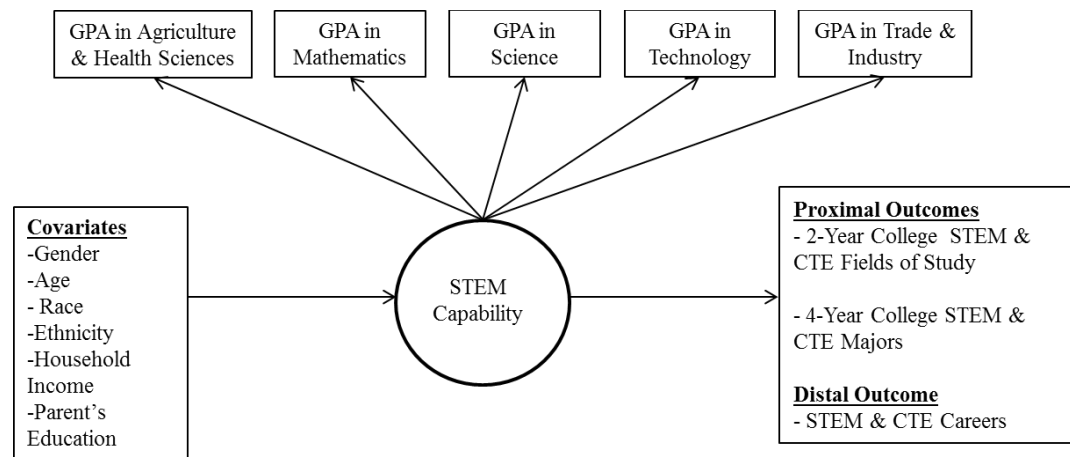 GPA in Agriculture
& Health Sciences
GPA in
Mathematics
GPA in
Science
GPA in
Technology
GPA in Trade &
Industry
Covariates
-Gender
-Age
- Race
-Ethnicity
-Household
Income
-Parent's
Education
STEM
Capability
Proximal Outcomes
- 2-Year College STEM &
CTE Fields of Study
- 4-Year College STEM &
CTE Majors
Distal Outcome
- STEM & CTE Careers